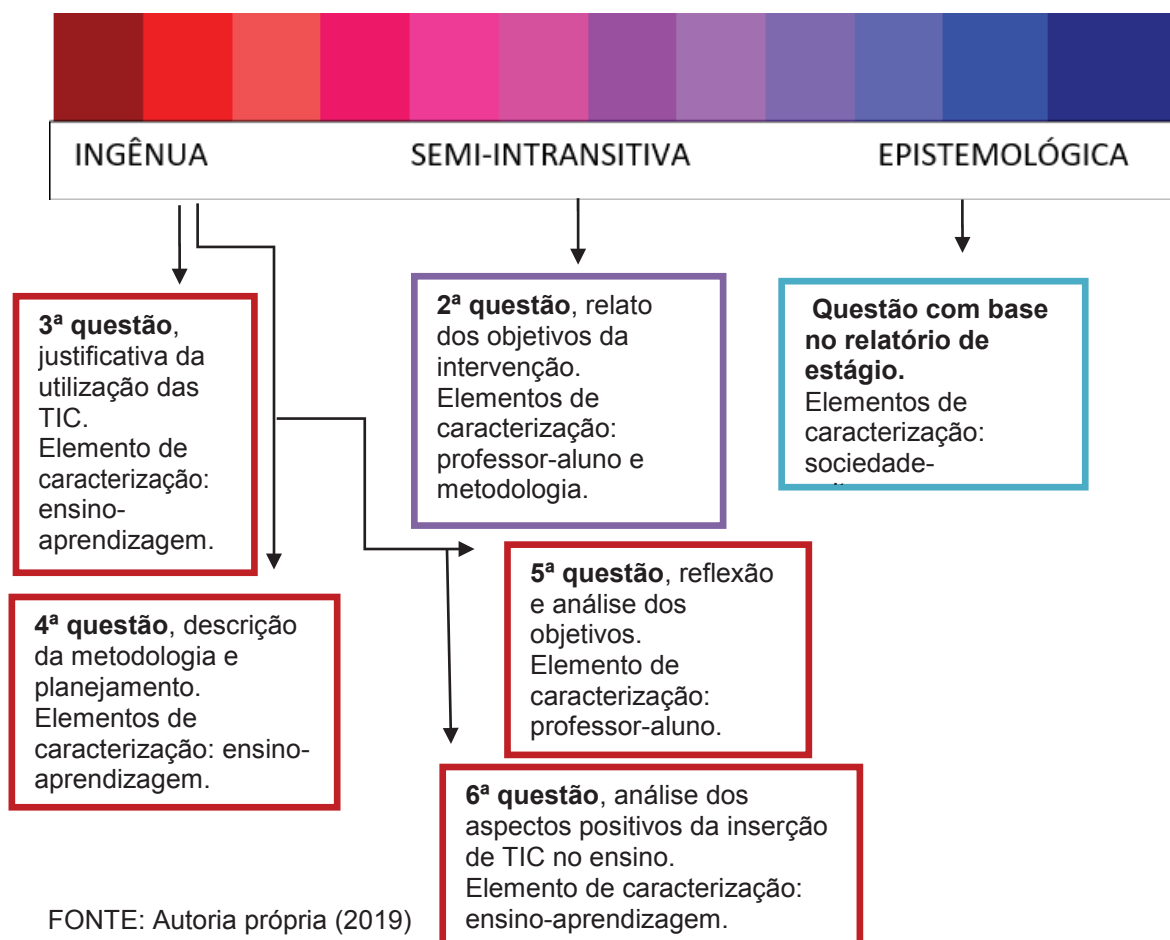 INGÊNUA
SEMI-INTRANSITIVA
EPISTEMOLÓGICA
3ª questão,
justificativa da
utilização das
TIC.
Elemento de
caracterização:
ensino-
aprendizagem.
2ª questão, relato
dos objetivos da
intervenção.
Elementos de
caracterização:
professor-aluno e
metodologia.
Questão com base
no relatório de
estágio.
Elementos de
caracterização:
sociedade-
4ª questão, descrição
da metodologia e
planejamento.
Elementos de
caracterização: ensino-
aprendizagem.
5ª questão, reflexão
e análise dos
objetivos.
Elemento de
caracterização:
professor-aluno.
6ª questão, análise dos
aspectos positivos da inserção
de TIC no ensino.
Elemento de caracterização:
ensino-aprendizagem.
FONTE: Autoria própria (2019)